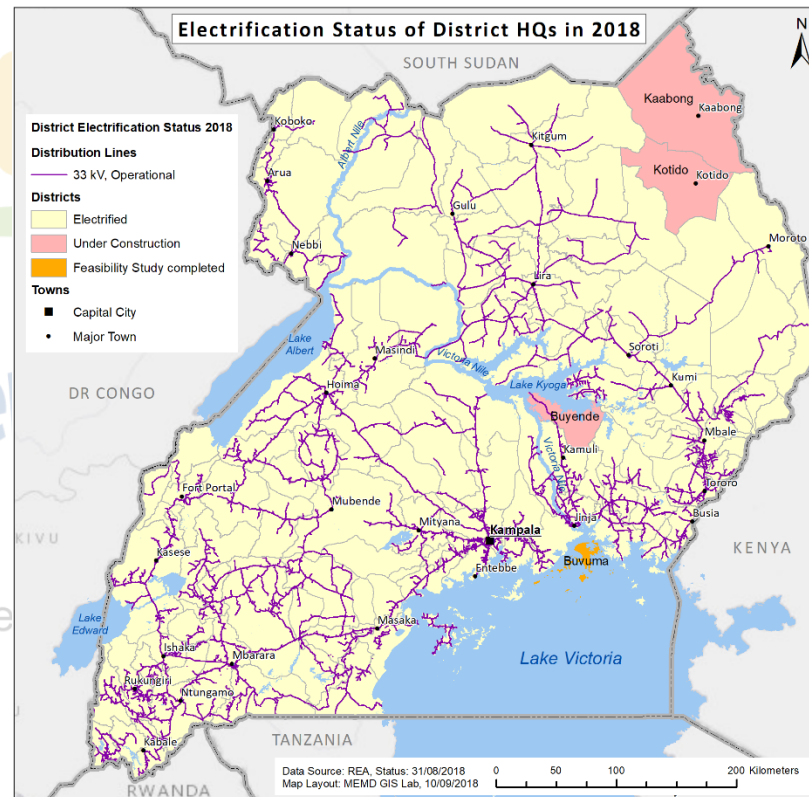 Electrification Status of District HQs in 2018
N
SOUTH SUDAN
Kaabong
Kaabong
Koboko
Kitgum
Albert Nile
District Electrification Status 2018
Distribution Lines
33 kV, Operational
Districts
Electrified
Under Construction
Feasibility Study completed
Towns
Capital City
Major Town
Arua
Kotido
Kotido
Gulu
Nebbi
Moroto
Lira
Lake
Albert
Masindi
Victoria Nile
Soroti
Lake Kyoga
Kumi
DR CONGO
Hoima
Buyende
Mbale
Victoria Nile
Kamuli
Fort Portal
Tororo
Mubende
Mityana
Jinja
Busia
Kampala
KIVU
Kasese
Buvuma
KENYA
Entebbe
Lake
Edward
Masaka
Ishaka
Mbarara
Lake Victoria
Rukungiri
Ntungamo
Kabale
TANZANIA
RWANDA
Data Source: REA, Status: 31/08/2018
Map Layout: MEMD GIS Lab, 10/09/2018
0 50 100 200 Kilometers